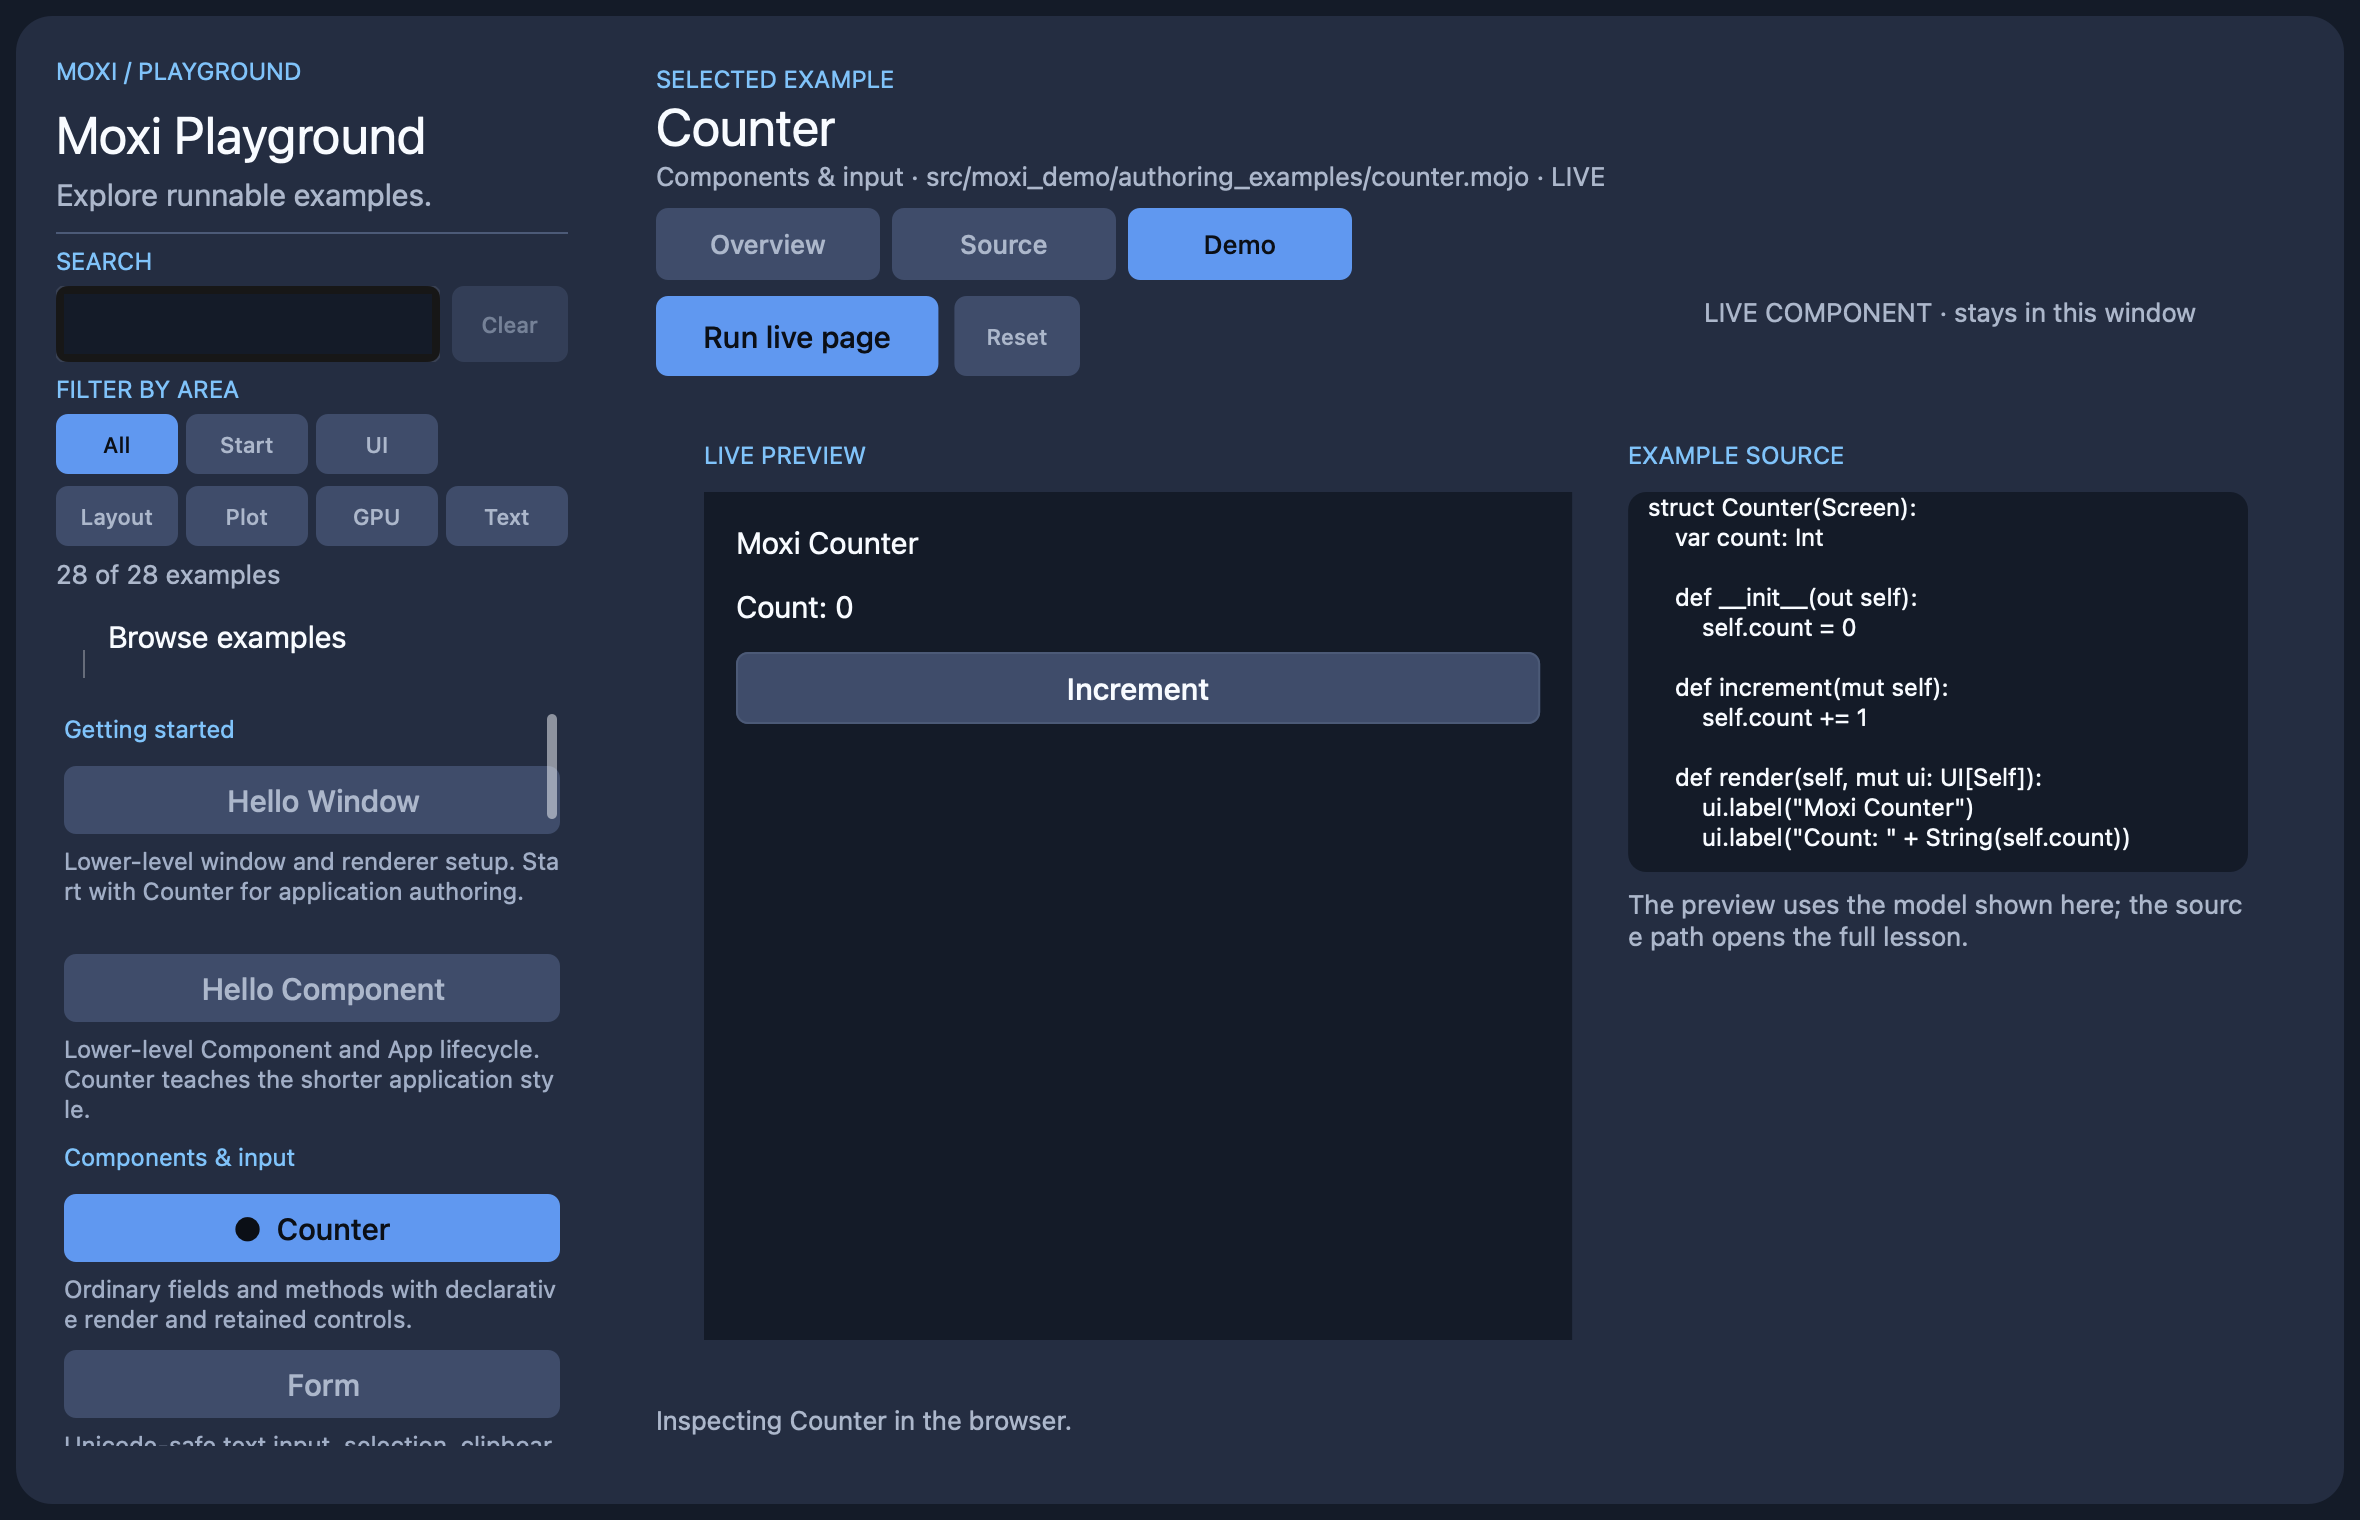 MOXI / PLAYGROUND
Moxi Playground
Explore runnable examples.
SEARCH
Clear
FILTER BY AREA
All
Start
UI
Layout
Plot
GPU
Text
28 of 28 examples
Browse examples
Getting started
Hello Window
Lower-level window and renderer setup. Sta
rt with Counter for application authoring.
Hello Component
Lower-level Component and App lifecycle.
Counter teaches the shorter application sty
le.
Components & input
Counter
Ordinary fields and methods with declarativ
e render and retained controls.
Form
Unicode-safe text input, selection, clipboar
SELECTED EXAMPLE
Counter
Components & input · src/moxi_demo/authoring_examples/counter.mojo · LIVE
Overview
Source
Demo
Run live page
Reset
LIVE COMPONENT · stays in this window
LIVE PREVIEW
Moxi Counter
Count: 0
Increment
EXAMPLE SOURCE
struct Counter(Screen):
    var count: Int
    def __init__(out self):
        self.count = 0
    def increment(mut self):
        self.count += 1
    def render(self, mut ui: UI[Self]):
        ui.label("Moxi Counter")
        ui.label("Count: " + String(self.count))
The preview uses the model shown here; the sourc
e path opens the full lesson.
Inspecting Counter in the browser.